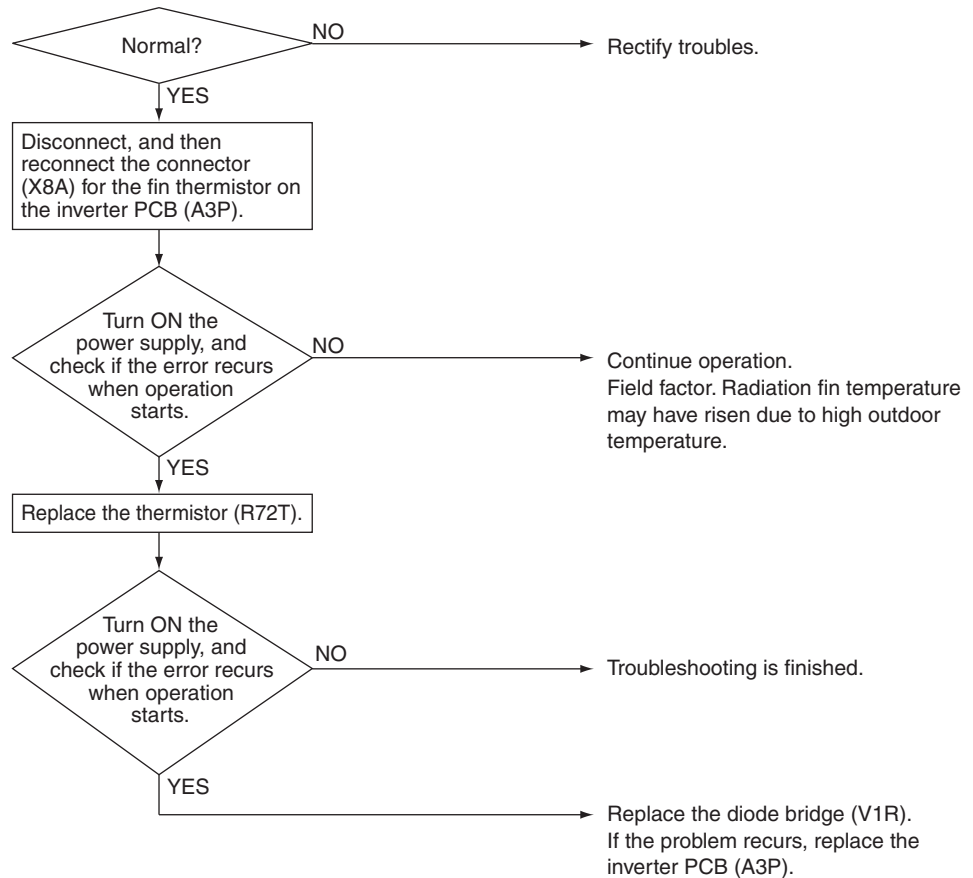 Normal?
NO
Rectify troubles.
YES
Disconnect, and then
reconnect the connector
(X8A) for the fin thermistor on
the inverter PCB (A3P).
Turn ON the
power supply, and
check if the error recurs
when operation
starts.
NO
Continue operation.
Field factor. Radiation fin temperature
may have risen due to high outdoor
temperature.
YES
Replace the thermistor (R72T).
Turn ON the
power supply, and
check if the error recurs
when operation
starts.
NO
Troubleshooting is finished.
YES
Replace the diode bridge (V1R).
If the problem recurs, replace the
inverter PCB (A3P).